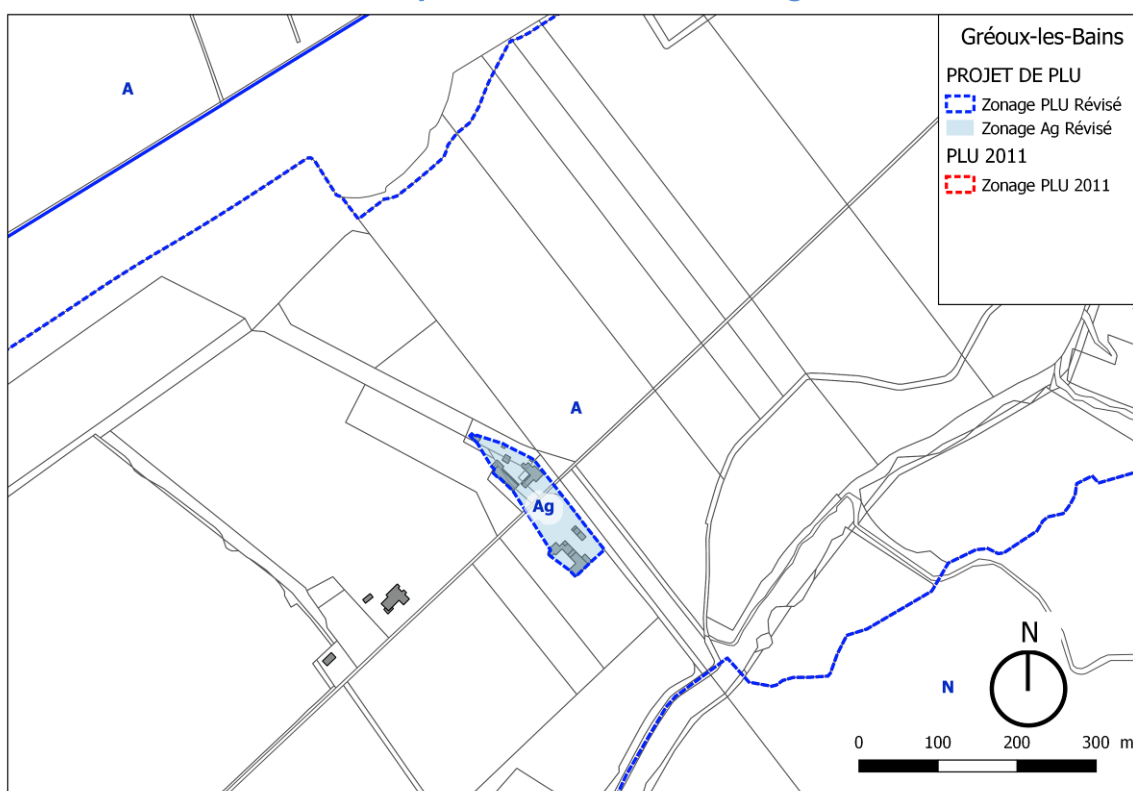 Gréoux-les-Bains
PROJET DE PLU
Zonage PLU Révisé
Zonage Ag Révisé
PLU 2011
Zonage PLU 2011
A
A
Ag
N
N
0 100 200 300 m